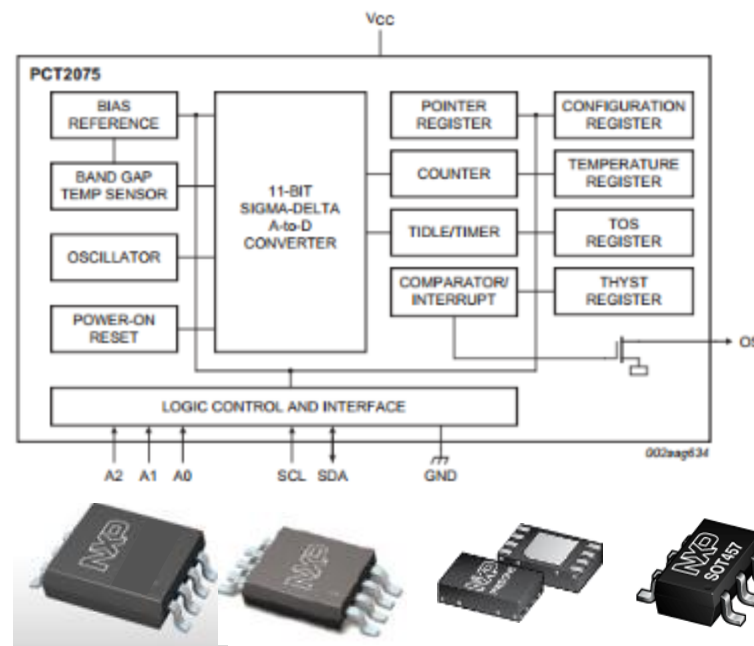 VCC
PCT2075
BIAS
REFERENCE
BAND GAP
TEMP SENSOR
OSCILLATOR
POWER-ON
RESET
11-BIT
SIGMA-DELTA
A-to-D
CONVERTER
POINTER
REGISTER
COUNTER
TIDLE/TIMER
COMPARATOR/
INTERRUPT
CONFIGURATION
REGISTER
TEMPERATURE
REGISTER
TOS
REGISTER
THYST
REGISTER
OS
LOGIC CONTROL AND INTERFACE
A2 A1 A0 SCL SDA GND
002aag634
NXP
NXP
NXP
NXP
SOT457